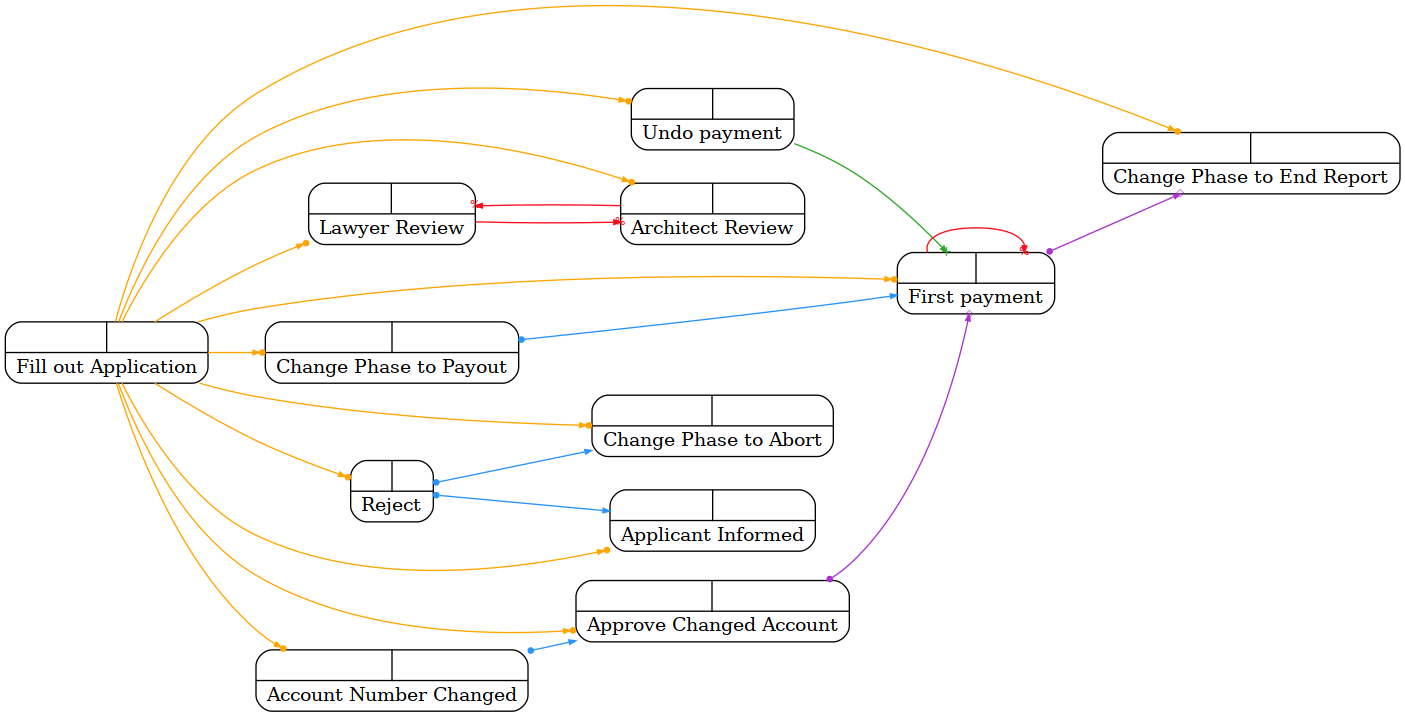 Undo payment
Change Phase to End Report
%
Lawyer Review
%
Architect Review
+
%
First payment
Fill out Application
Change Phase to Payout
Change Phase to Abort
Reject
Applicant Informed
Approve Changed Account
Account Number Changed